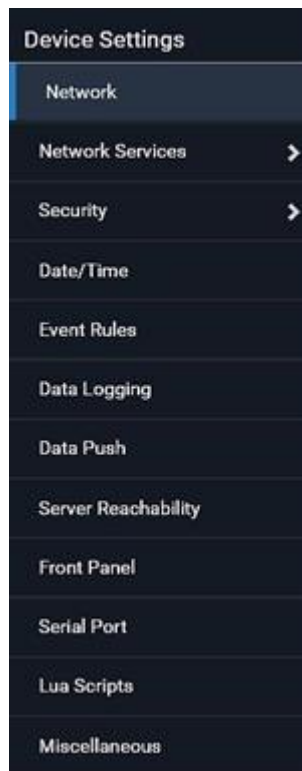 Device Settings
Network
Network Services
Security
Date/Time
Event Rules
Data Logging
Data Push
Server Reachability
Front Panel
Serial Port
Lua Scripts
Miscellaneous